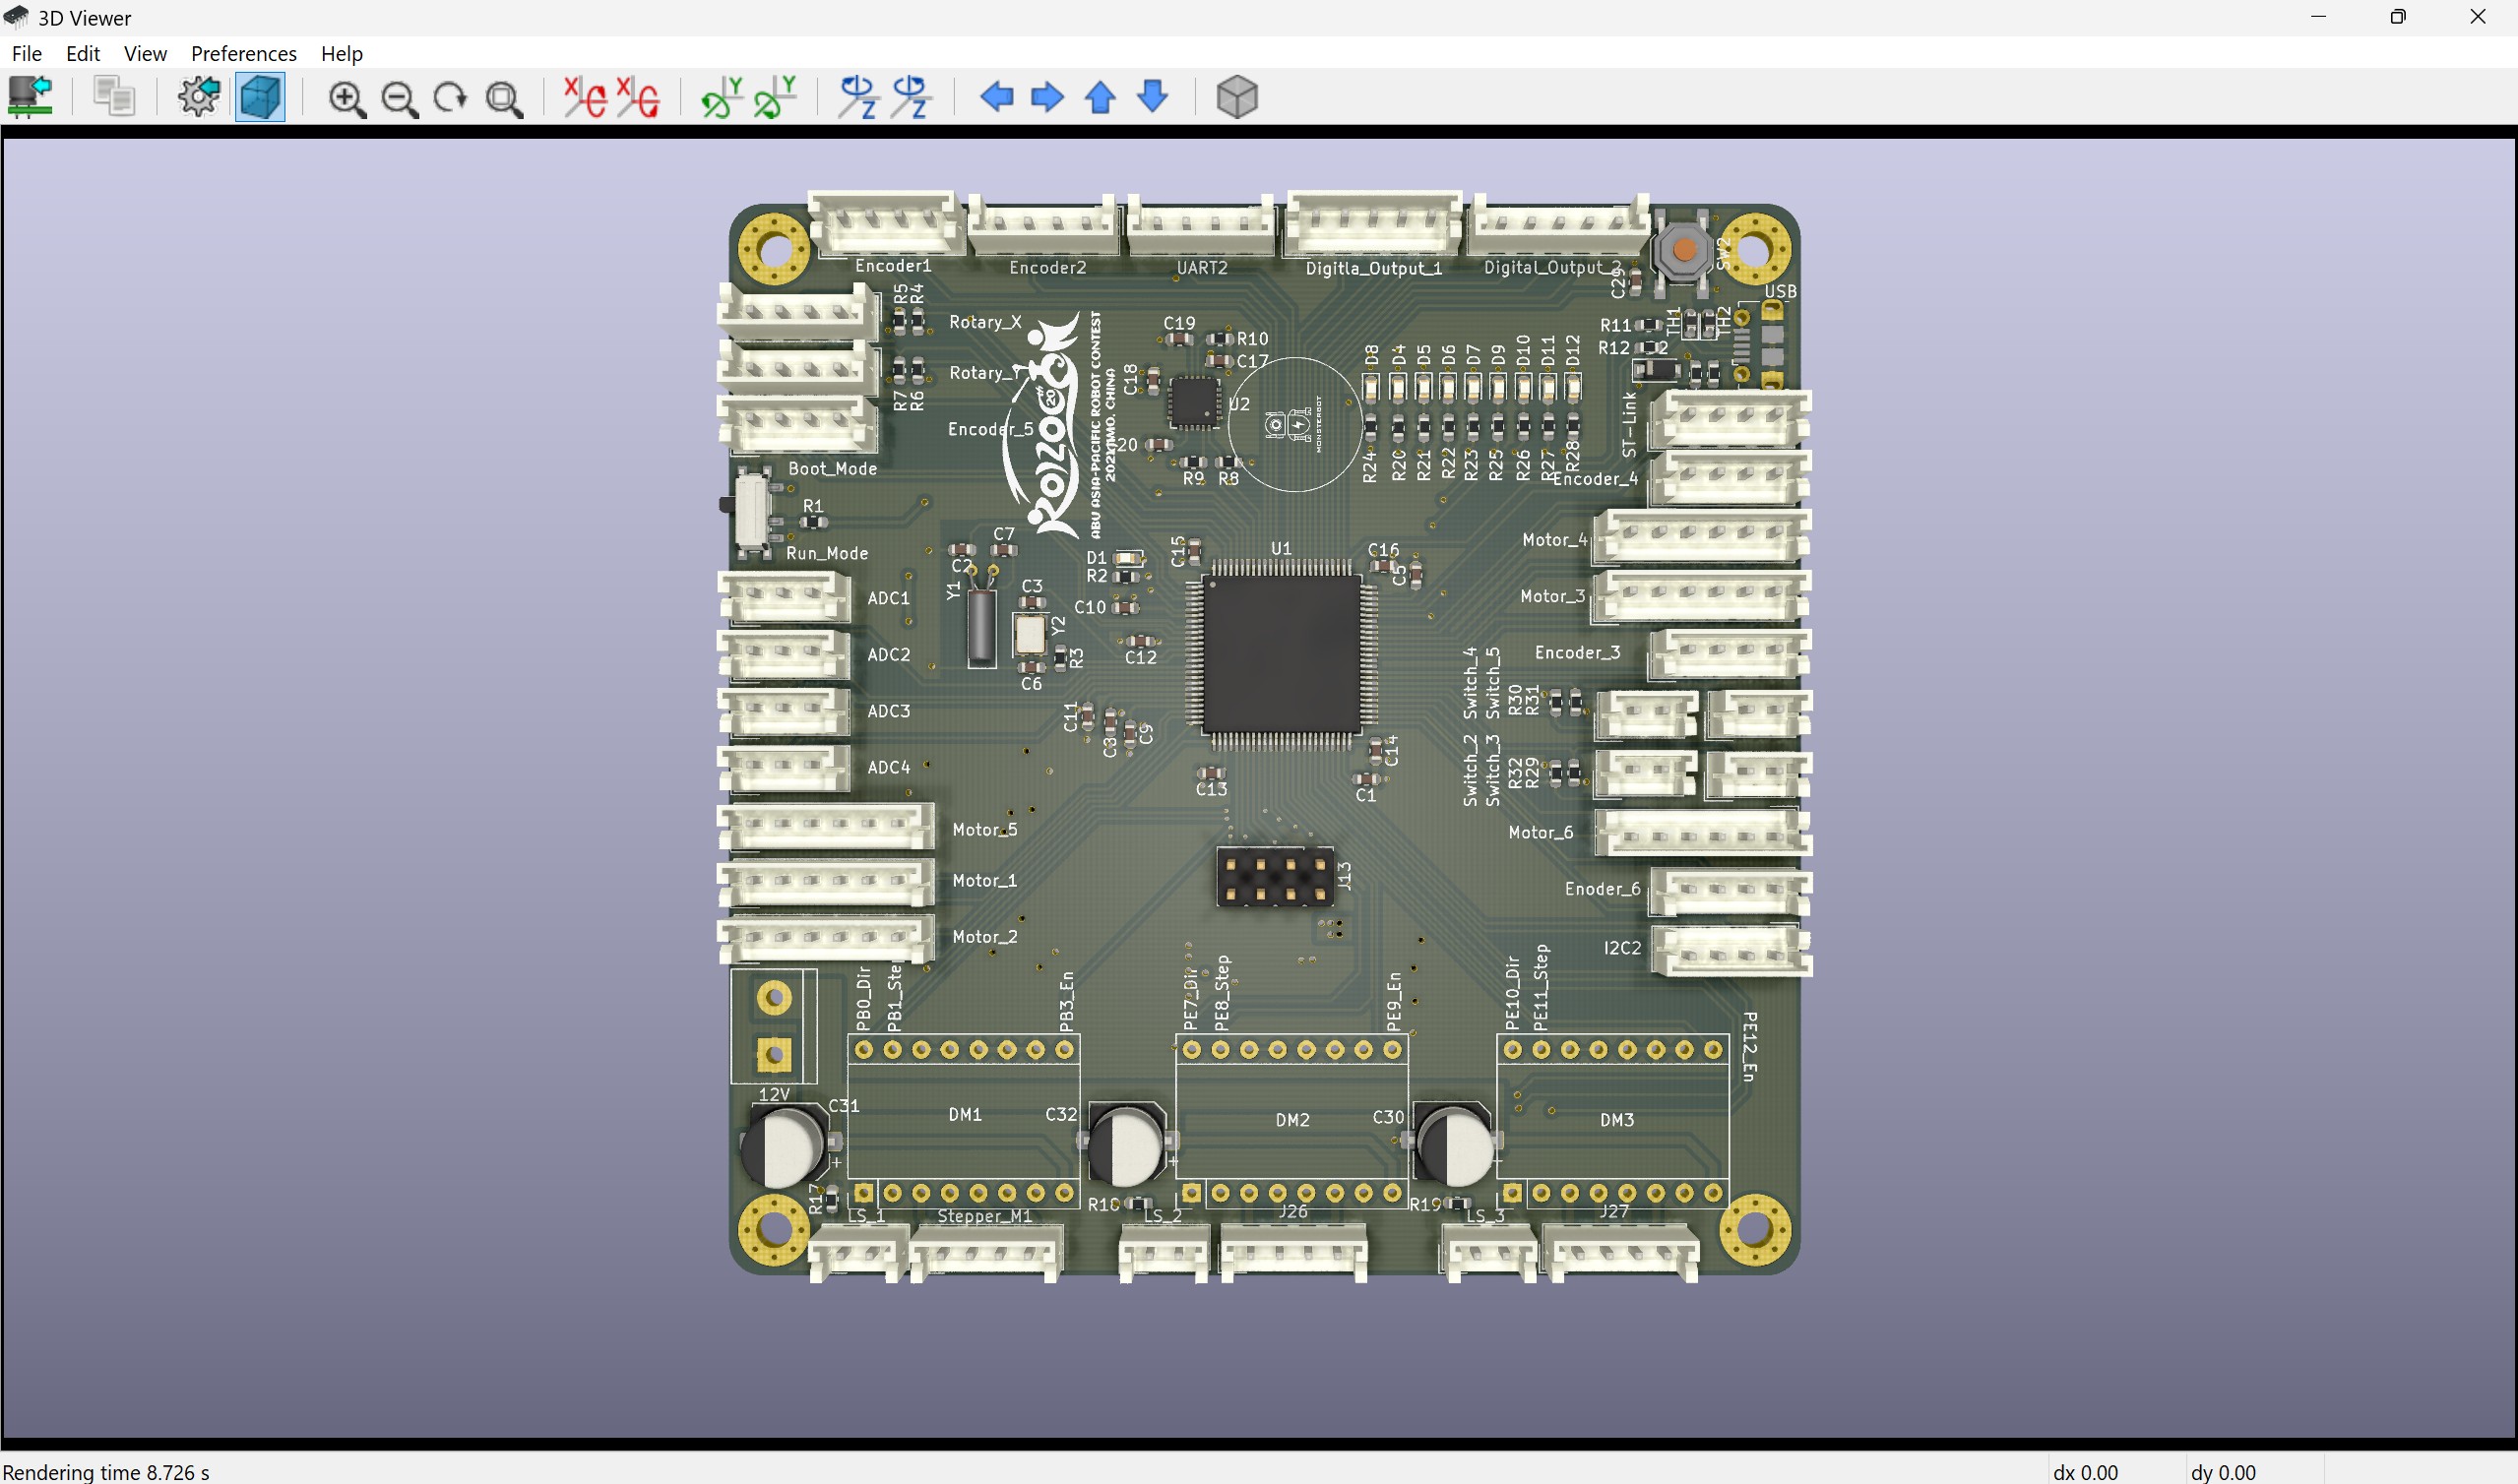 3D Viewer
File Edit View Preferences Help
Encoder1
Encoder2
UART2
Digitla_Output_1
Digital_Output_2
SW2
C29
USB
R5
R4
Rotary_X
Rotary_Y
R7
R6
Encoder_5
ROBOCON
ABU ASIA-PACIFIC ROBOT CONTEST
C19
R10
C17
C18
U2
R9
R8
MONSTERBOT
D8
D4
D5
D6
D7
D9
D10
D11
D12
R24
R20
R21
R22
R23
R25
R26
R27
R28
R11
R12
TH1
TH2
ST-Link
Encoder_4
Boot_Mode
R1
Run_Mode
C7
C2
Y1
C3
Y2
R3
C6
D1
R2
C10
C12
C15
U1
C16
C5
Motor_4
Motor_3
Encoder_3
ADC1
ADC2
ADC3
ADC4
C11
C9
C13
C14
C1
Switch_4
Switch_5
R30
R31
Switch_2
Switch_3
R32
R29
Motor_5
Motor_1
Motor_2
J13
Motor_6
Enoder_6
I2C2
PB0_Dir
PB1_Ste
PB3_En
PE7_Dir
PE8_Step
PE9_En
PE10_Dir
PE11_Step
PE12_En
12V
C31
DM1
C32
DM2
C30
DM3
+
+
R17
LS_1
Stepper_M1
LS_2
J26
R19
LS_3
J27
Rendering time 8.726 s
dx 0.00
dy 0.00